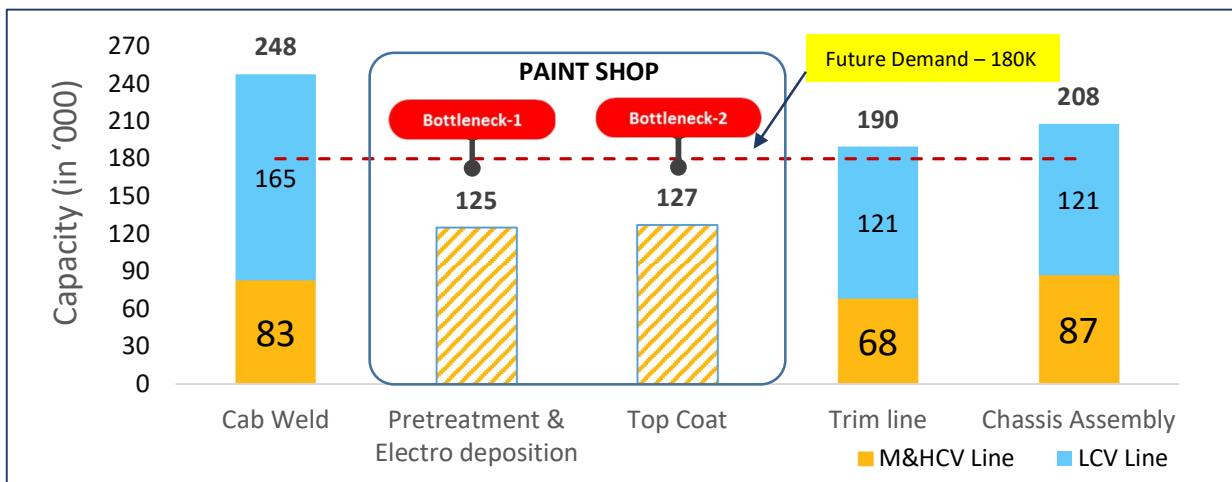 Capacity (in ‘000)
270
240
210
180
150
120
90
60
30
0
248
165
83
PAINT SHOP
Bottleneck-1
Bottleneck-2
125
127
Future Demand – 180K
190
121
68
208
121
87
Cab Weld
Pretreatment &
Electro deposition
Top Coat
Trim line
Chassis Assembly
M&HCV Line
LCV Line